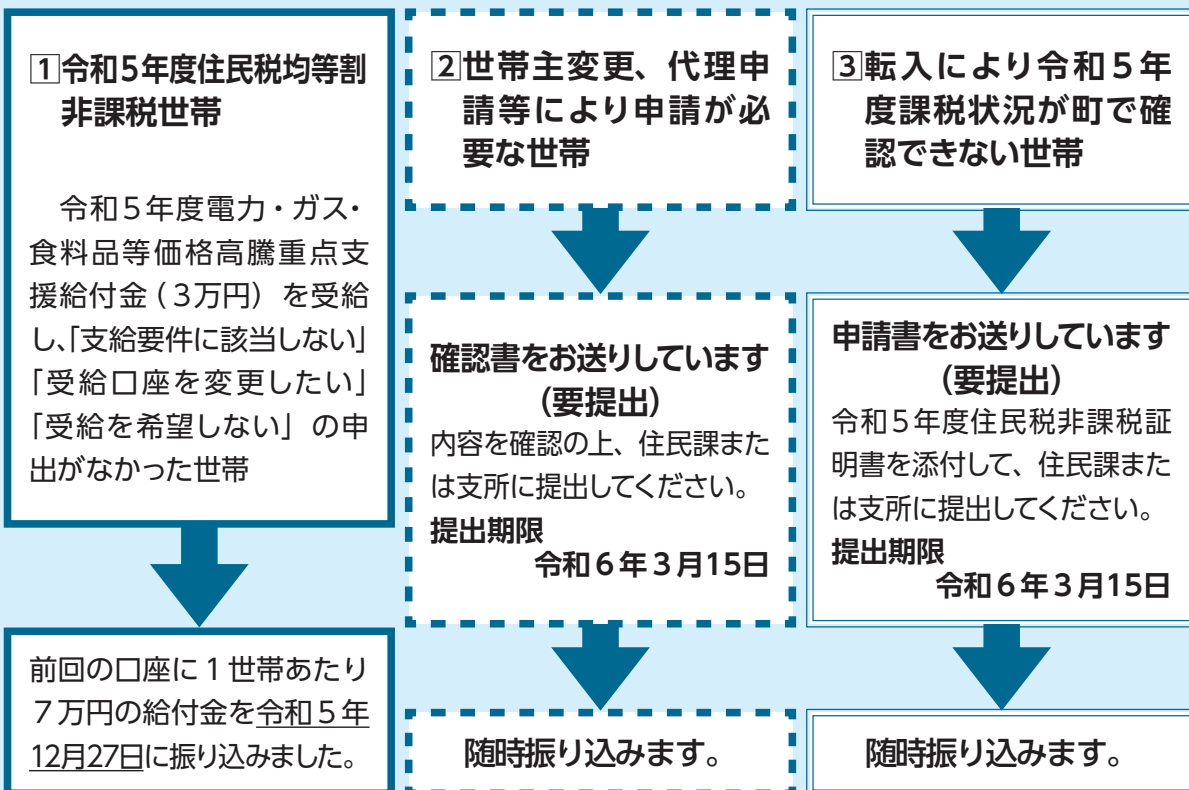 1令和5年度住民税均等割
非課税世帯
令和5年度電力・ガス・
食料品等価格高騰重点支
援給付金(3万円)を受給
し、「支給要件に該当しない」
「受給口座を変更したい」
「受給を希望しない」の申
出がなかった世帯
前回の口座に1世帯あたり
7万円の給付金を令和5年
12月27日に振り込みました。
2世帯主変更、代理申
請等により申請が必
要な世帯
確認書をお送りしています
(要提出)
内容を確認の上、住民課また
は支所に提出してください。
提出期限
令和6年3月15日
随時振り込みます。
3転入により令和5年
度課税状況が町で確
認できない世帯
申請書をお送りしています
(要提出)
令和5年度住民税非課税証
明書を添付して、住民課また
は支所に提出してください。
提出期限
令和6年3月15日
随時振り込みます。